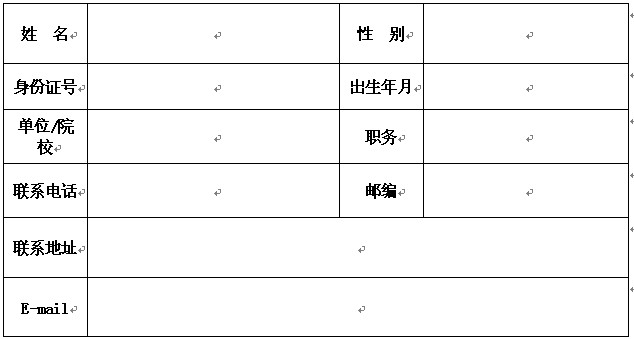 姓 名 性 别
身份证号 出生年月
单位/院
校 职务
联系电话 邮编
联系地址
E-mail